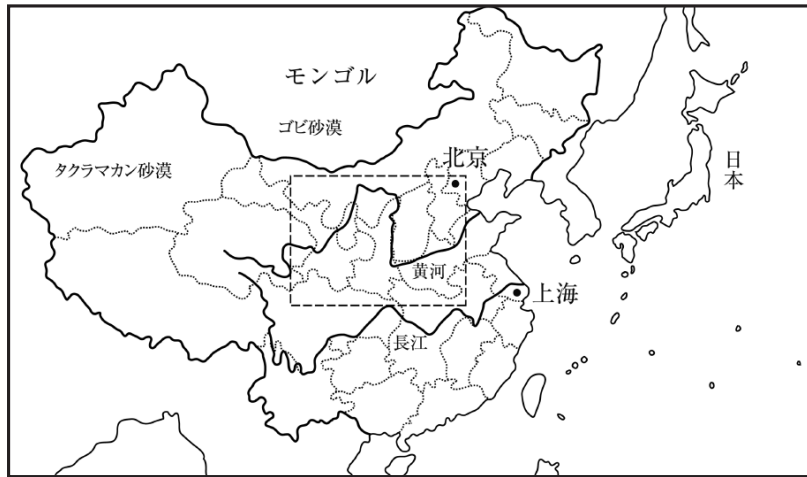 モンゴル
ゴビ砂漠
タクラマカン砂漠
北京
日本
黄河
上海
長江